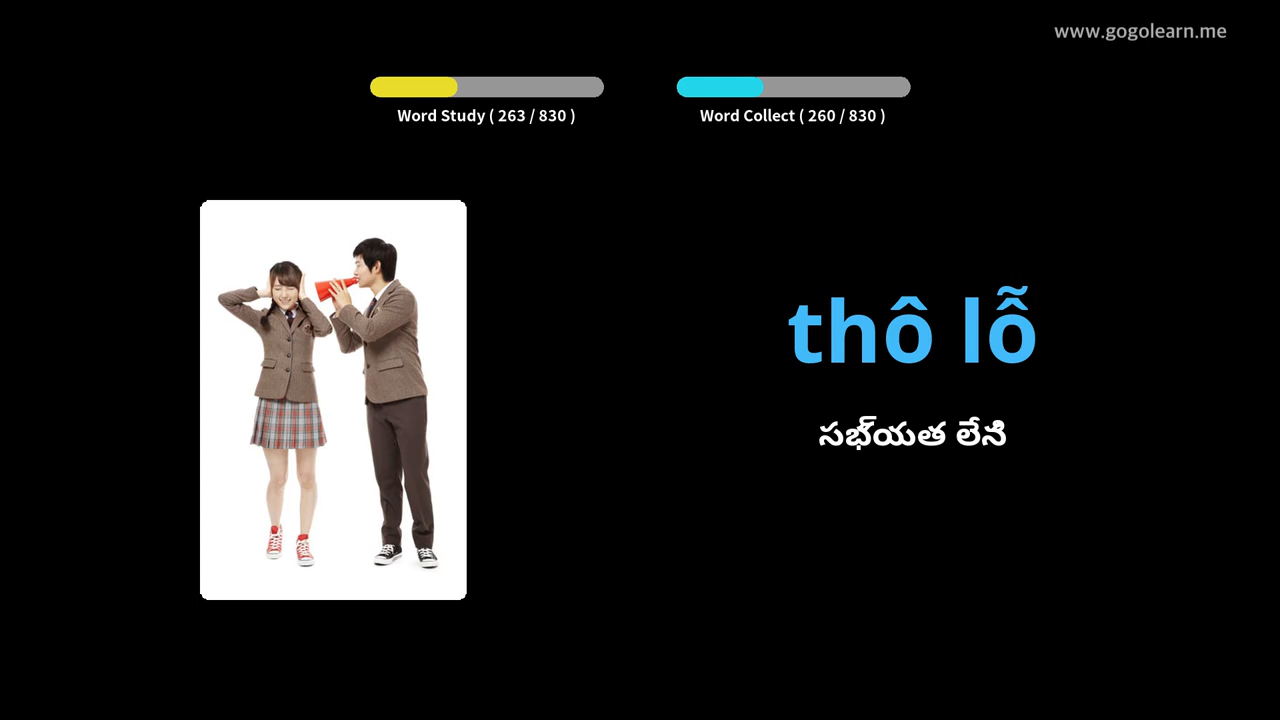 www.gogolearn.me
Word Study ( 263 / 830 )
Word Collect ( 260 / 830 )
thô lỗ
సభ్యత లేని